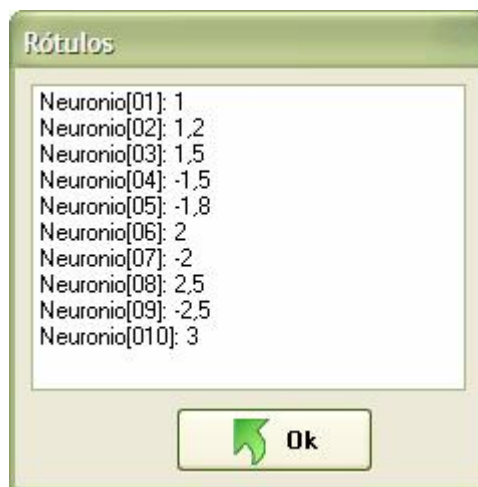 Rótulos
Neuronio[01]: 1
Neuronio[02]: 1,2
Neuronio[03]: 1,5
Neuronio[04]: -1,5
Neuronio[05]: -1,8
Neuronio[06]: 2
Neuronio[07]: -2
Neuronio[08]: 2,5
Neuronio[09]: -2,5
Neuronio[010]: 3
Ok